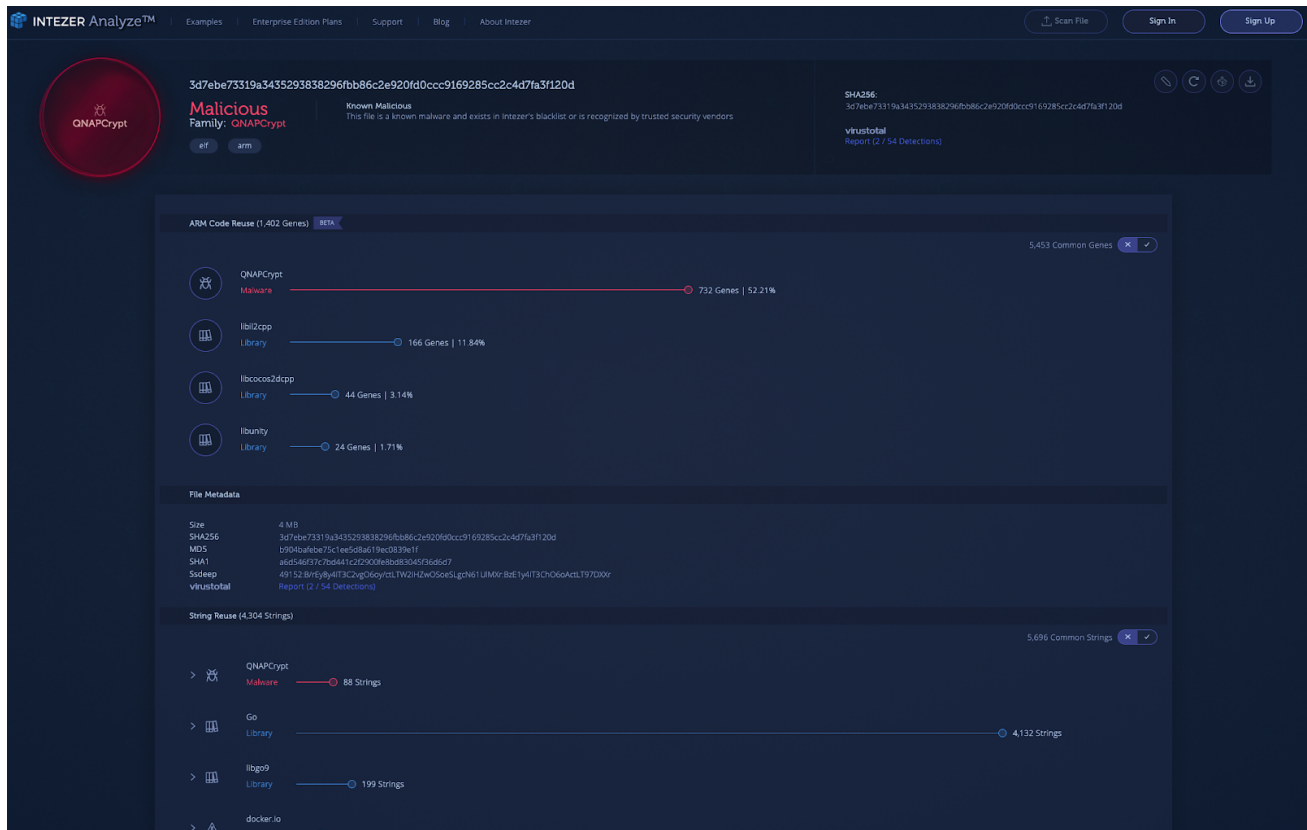 INTEZER Analyze™ Examples Enterprise Edition Plans Support Blog About Intezer Scan File Sign In Sign Up
QNAPCrypt
3d7ebe73319a3435293838296fbb86c2e920fd0ccc9169285cc2c4d7fa3f120d
Malicious
Family: QNAPCrypt
elf arm
Known Malicious
This file is a known malware and exists in Intezer's blacklist or is recognized by trusted security vendors
SHA256:
3d7ebe73319a3435293838296fbb86c2e920fd0ccc9169285cc2c4d7fa3f120d
virustotal
Report (2 / 54 Detections)
ARM Code Reuse (1,402 Genes) BETA
5,453 Common Genes
QNAPCrypt
Malware 732 Genes | 52.21%
libil2cpp
Library 166 Genes | 11.84%
libcocos2dcpp
Library 44 Genes | 3.14%
libunity
Library 24 Genes | 1.71%
File Metadata
Size 4 MB
SHA256 3d7ebe73319a3435293838296fbb86c2e920fd0ccc9169285cc2c4d7fa3f120d
MD5 b904bafebe75c1ee5d8a619ec0839e1f
SHA1 a6d546f37c7bd441c2f2900fe8bd83045f36d6d7
Ssdeep
virustotal Report (2 / 54 Detections)
String Reuse (4,304 Strings)
5,696 Common Strings
QNAPCrypt
Malware 88 Strings
Go
Library 4,132 Strings
libgo9
Library 199 Strings
docker.io